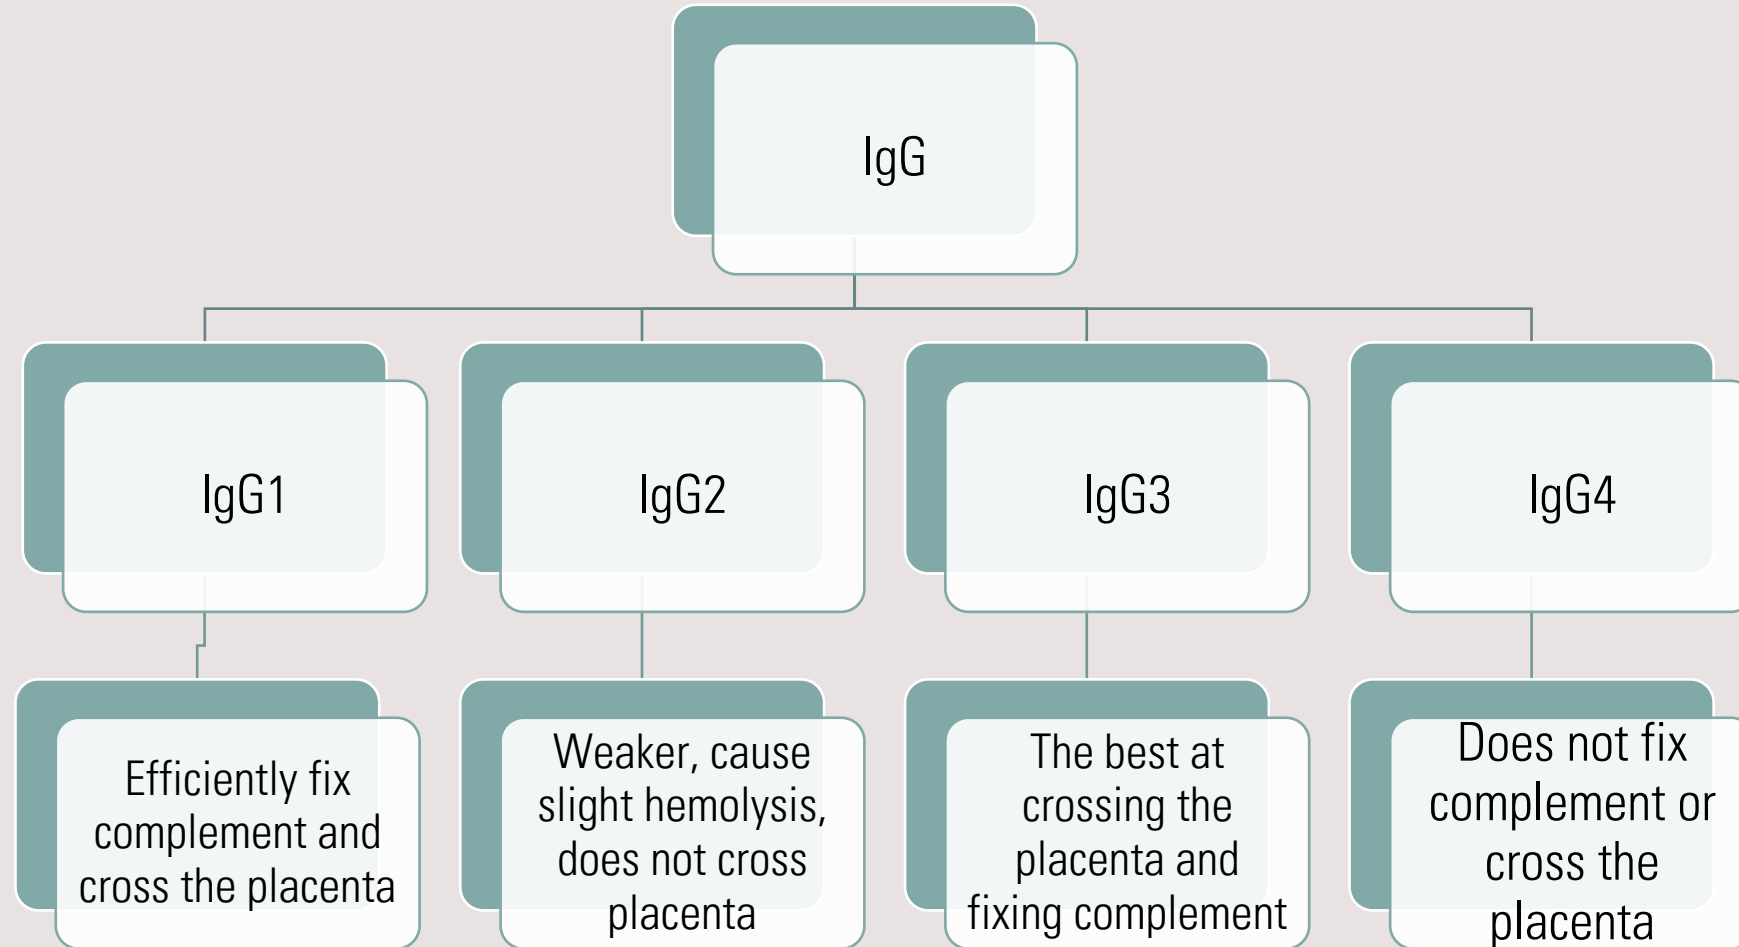 IgG
IgG1
IgG2
IgG3
IgG4
Efficiently fix
complement and
cross the placenta
Weaker, cause
slight hemolysis,
does not cross
placenta
The best at
crossing the
placenta and
fixing complement
Does not fix
complement or
cross the
placenta